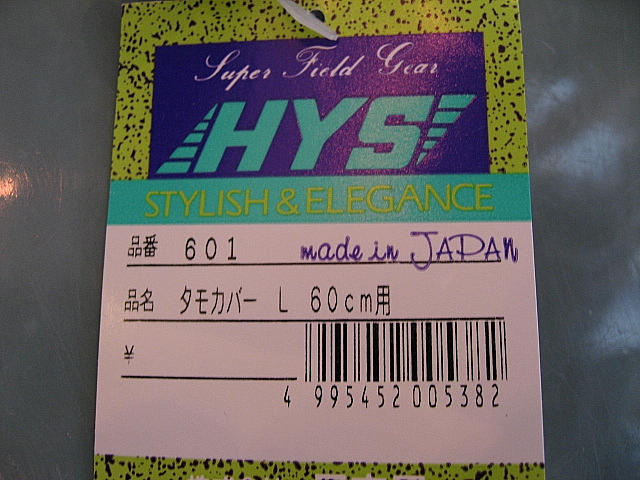 Super Field Gear
HYS
STYLISH & ELEGANCE
品番 601 made in JAPAN
品名 タモカバー L 60cm用
¥
4 995452 005382